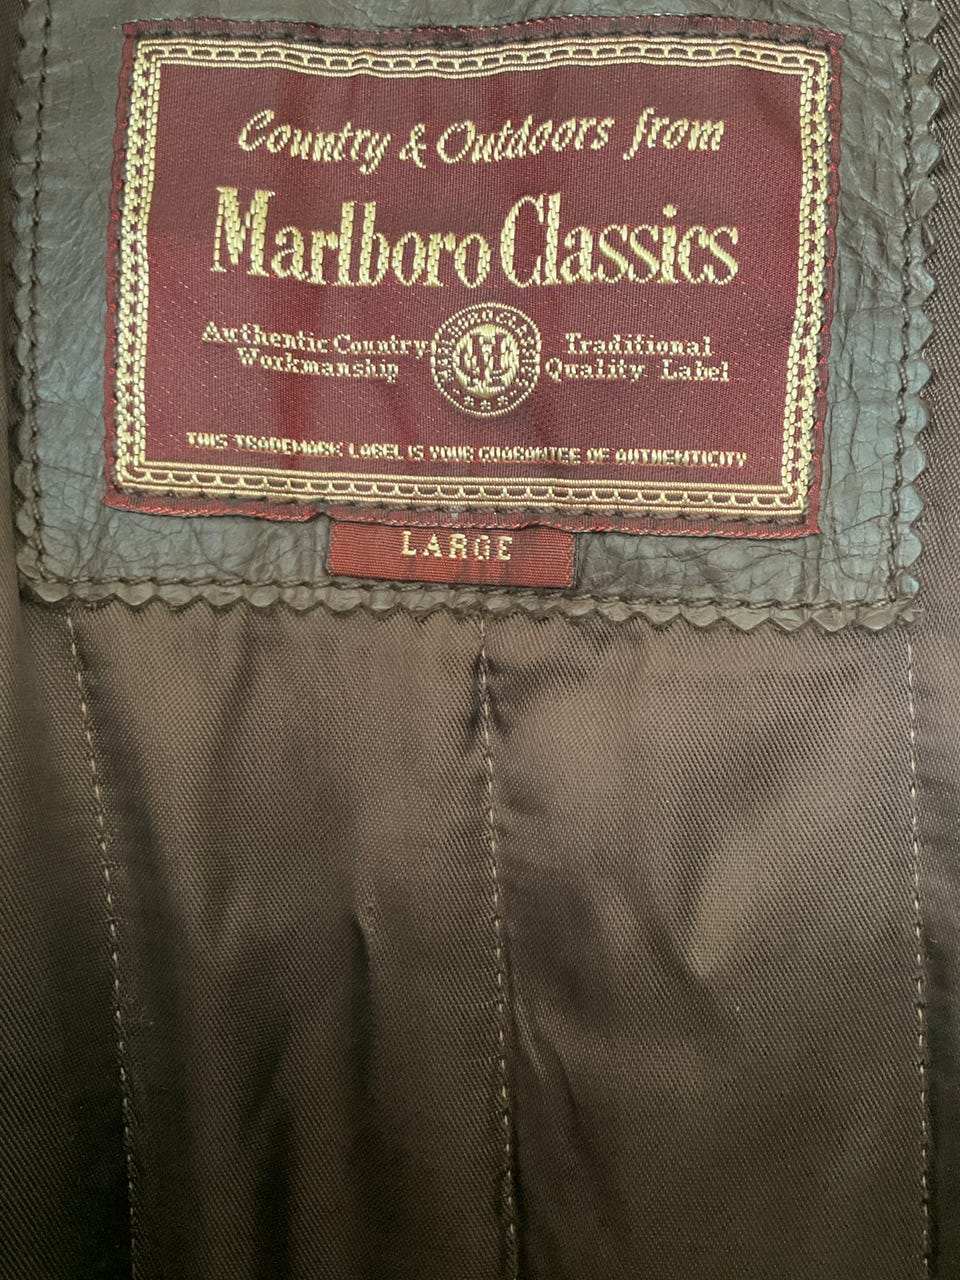 Country & Outdoors from
Marlboro Classics
Authentic Country
Workmanship
Traditional
Quality Label
THIS TRADEMARK LABEL IS YOUR GUARANTEE OF AUTHENTICITY
LARGE